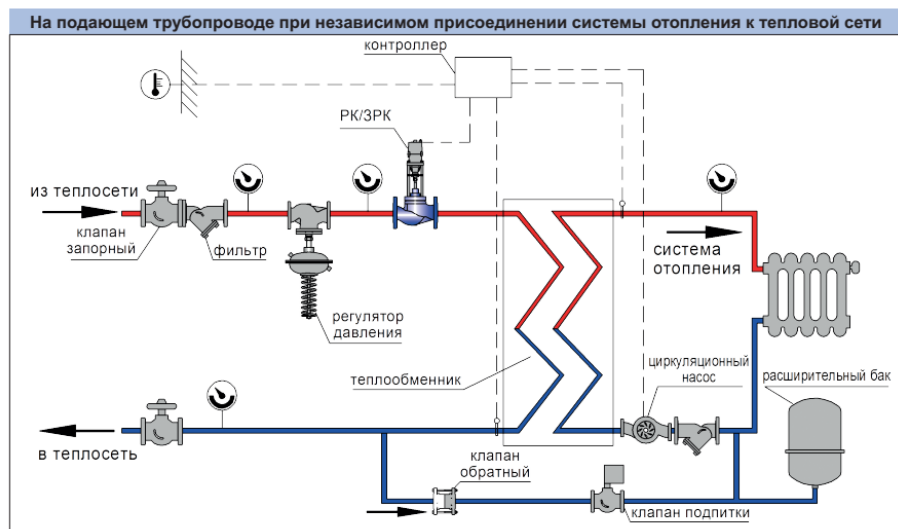 На подающем трубопроводе при независимом присоединении системы отопления к тепловой сети
контроллер
РК/ЗРК
из теплосети
клапан
запорный
фильтр
регулятор
давления
система
отопления
теплообменник
циркуляционный
насос
расширительный бак
в теплосеть
клапан
обратный
клапан подпитки